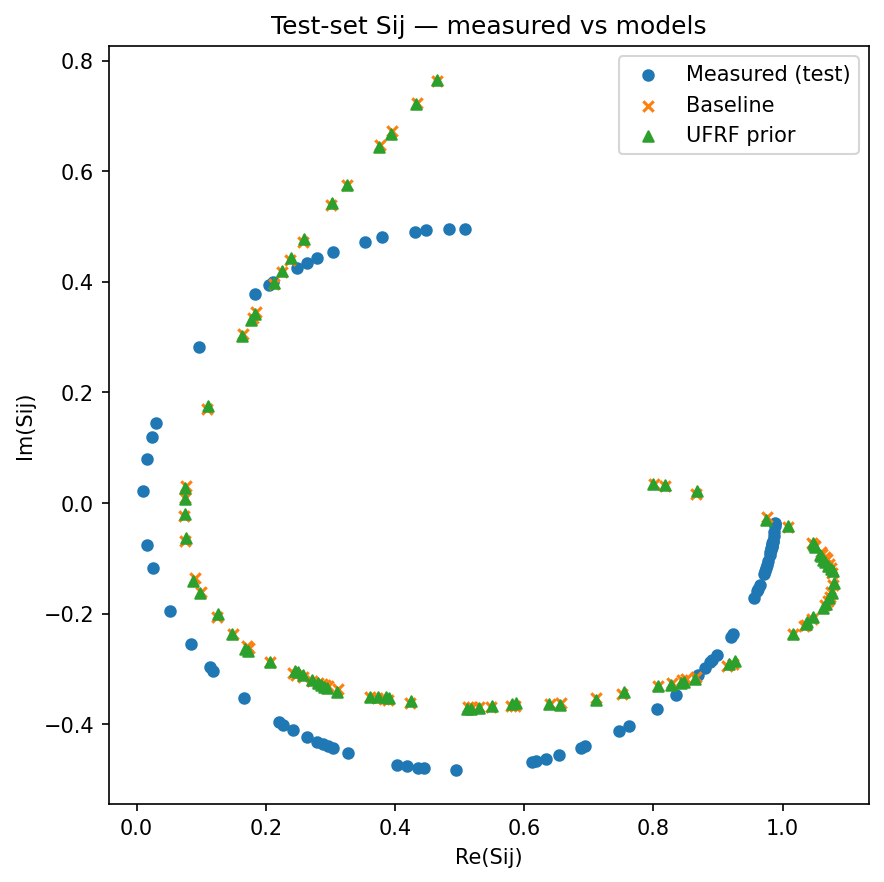 Test-set Sij — measured vs models
Measured (test)
Baseline
UFRF prior
Im(Sij)
0.8
0.6
0.4
0.2
0.0
−0.2
−0.4
0.0 0.2 0.4 0.6 0.8 1.0
Re(Sij)